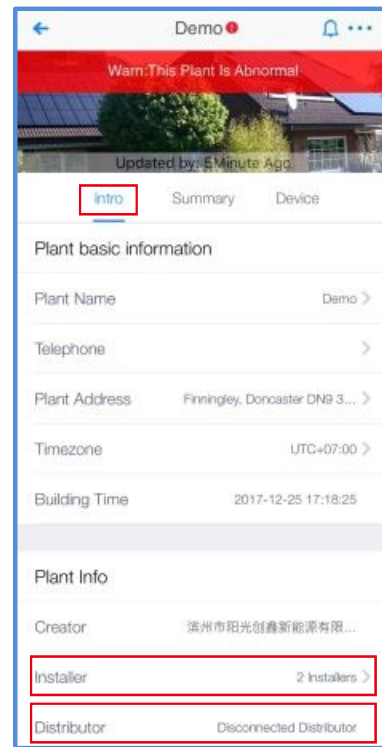 Demo
Warn:This Plant Is Abnormal
Updated by: 5Minute Ago
Intro Summary Device
Plant basic information
Plant Name Demo
Telephone
Plant Address Finningley, Doncaster DN9 3...
Timezone UTC+07:00
Building Time 2017-12-25 17:18:25
Plant Info
Creator 滨州市阳光创鑫新能源有限...
Installer 2 Installers
Distributor Disconnected Distributor